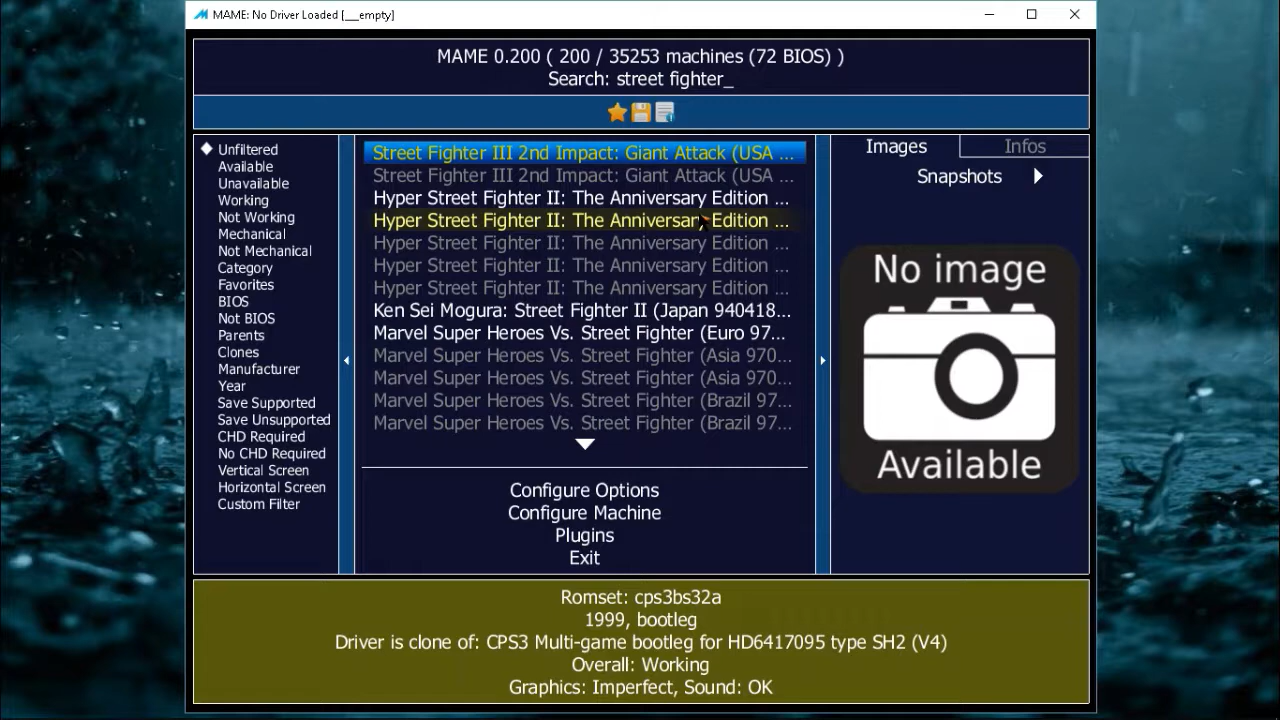 MAME: No Driver Loaded [___empty]
MAME 0.200 ( 200 / 35253 machines (72 BIOS) )
Search: street fighter_
Unfiltered
Available
Unavailable
Working
Not Working
Mechanical
Not Mechanical
Category
Favorites
BIOS
Not BIOS
Parents
Clones
Manufacturer
Year
Save Supported
Save Unsupported
CHD Required
No CHD Required
Vertical Screen
Horizontal Screen
Custom Filter
Street Fighter III 2nd Impact: Giant Attack (USA ...
Street Fighter III 2nd Impact: Giant Attack (USA ...
Hyper Street Fighter II: The Anniversary Edition ...
Hyper Street Fighter II: The Anniversary Edition ...
Hyper Street Fighter II: The Anniversary Edition ...
Hyper Street Fighter II: The Anniversary Edition ...
Hyper Street Fighter II: The Anniversary Edition ...
Ken Sei Mogura: Street Fighter II (Japan 940418...
Marvel Super Heroes Vs. Street Fighter (Euro 97...
Marvel Super Heroes Vs. Street Fighter (Asia 970...
Marvel Super Heroes Vs. Street Fighter (Asia 970...
Marvel Super Heroes Vs. Street Fighter (Brazil 97...
Marvel Super Heroes Vs. Street Fighter (Brazil 97...
Configure Options
Configure Machine
Plugins
Exit
Images
Infos
Snapshots
No image
Available
Romset: cps3bs32a
1999, bootleg
Driver is clone of: CPS3 Multi-game bootleg for HD6417095 type SH2 (V4)
Overall: Working
Graphics: Imperfect, Sound: OK